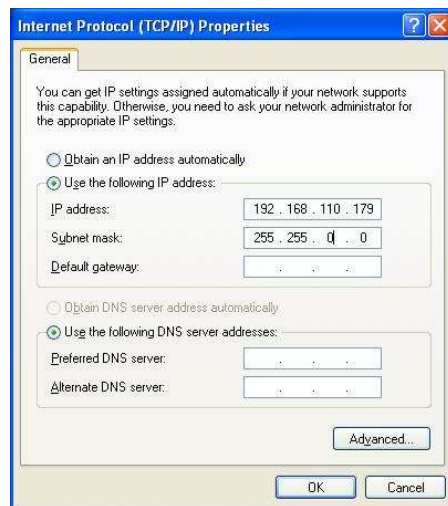 Internet Protocol (TCP/IP) Properties
General
You can get IP settings assigned automatically if your network supports
this capability. Otherwise, you need to ask your network administrator for
the appropriate IP settings.
Obtain an IP address automatically
Use the following IP address:
IP address: 192 . 168 . 110 . 179
Subnet mask: 255 . 255 . 0 . 0
Default gateway: . . .
Obtain DNS server address automatically
Use the following DNS server addresses:
Preferred DNS server: . . .
Alternate DNS server: . . .
Advanced...
OK Cancel